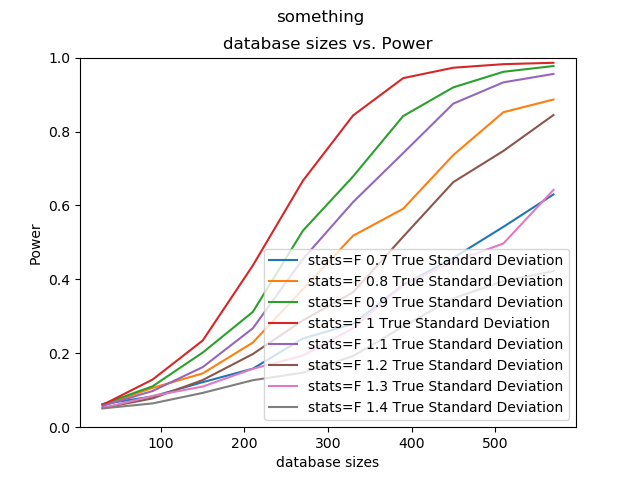 something
database sizes vs. Power
1.0
0.8
0.6
0.4
0.2
0.0
Power
stats=F 0.7 True Standard Deviation
stats=F 0.8 True Standard Deviation
stats=F 0.9 True Standard Deviation
stats=F 1 True Standard Deviation
stats=F 1.1 True Standard Deviation
stats=F 1.2 True Standard Deviation
stats=F 1.3 True Standard Deviation
stats=F 1.4 True Standard Deviation
100 200 300 400 500
database sizes